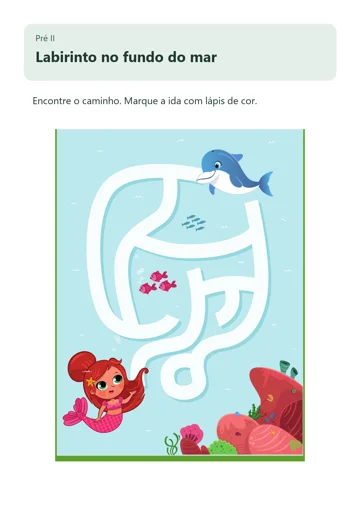 Pré II
Labirinto no fundo do mar
Encontre o caminho. Marque a ida com lápis de cor.